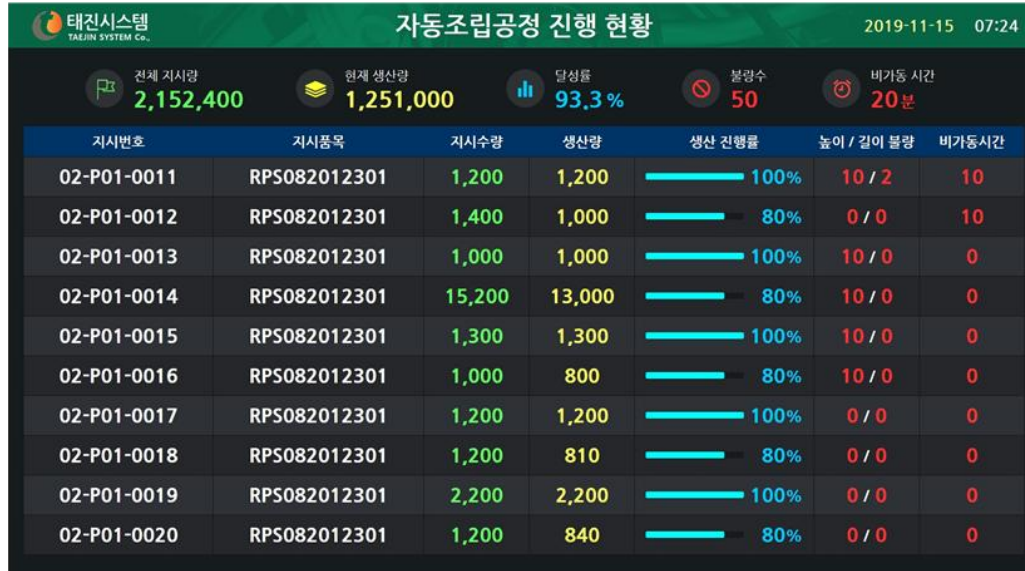 태진시스템
TAEJIN SYSTEM Co.,
자동조립공정 진행 현황
2019-11-15 07:24
전체 지시량
2,152,400
현재 생산량
1,251,000
달성률
93.3 %
불량수
50
비가동 시간
20분
지시번호 지시품목 지시수량 생산량 생산 진행률 높이 / 길이 불량 비가동시간
02-P01-0011 RPS082012301 1,200 1,200 100% 10 / 2 10
02-P01-0012 RPS082012301 1,400 1,000 80% 0 / 0 10
02-P01-0013 RPS082012301 1,000 1,000 100% 10 / 0 0
02-P01-0014 RPS082012301 15,200 13,000 80% 10 / 0 0
02-P01-0015 RPS082012301 1,300 1,300 100% 10 / 0 0
02-P01-0016 RPS082012301 1,000 800 80% 10 / 0 0
02-P01-0017 RPS082012301 1,200 1,200 100% 0 / 0 0
02-P01-0018 RPS082012301 1,200 810 80% 0 / 0 0
02-P01-0019 RPS082012301 2,200 2,200 100% 0 / 0 0
02-P01-0020 RPS082012301 1,200 840 80% 0 / 0 0